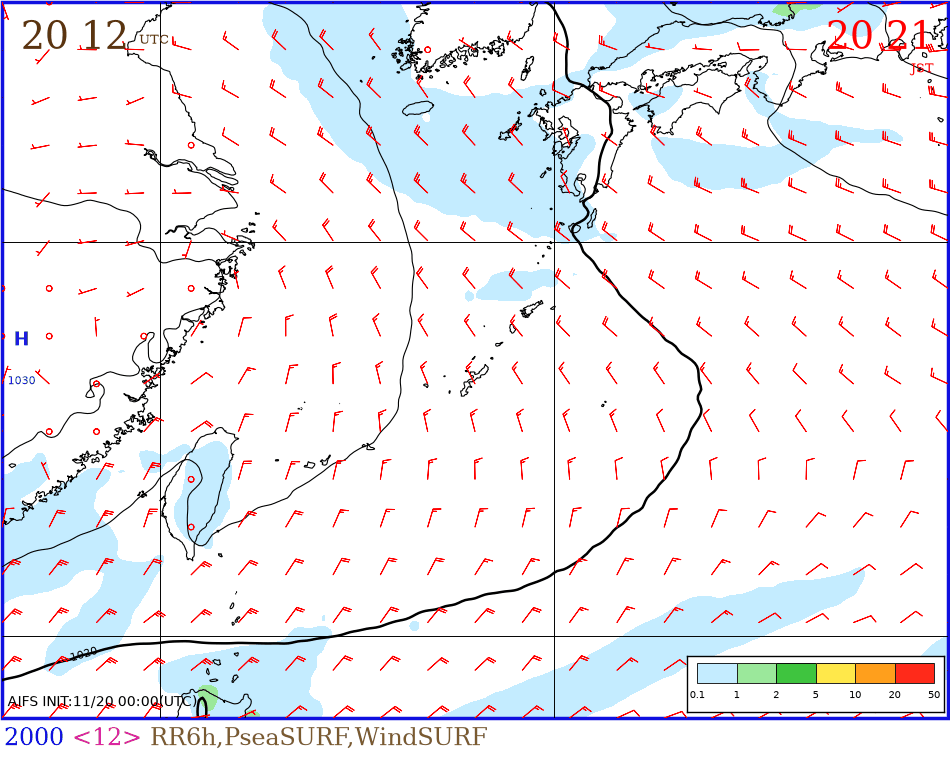 20 12 UTC
20 21 JST
H
1030
1020
AIFS INIT:11/20 00:00(UTC)
0.1 1 2 5 10 20 50
2000 <12> RR6h,PseaSURF,WindSURF